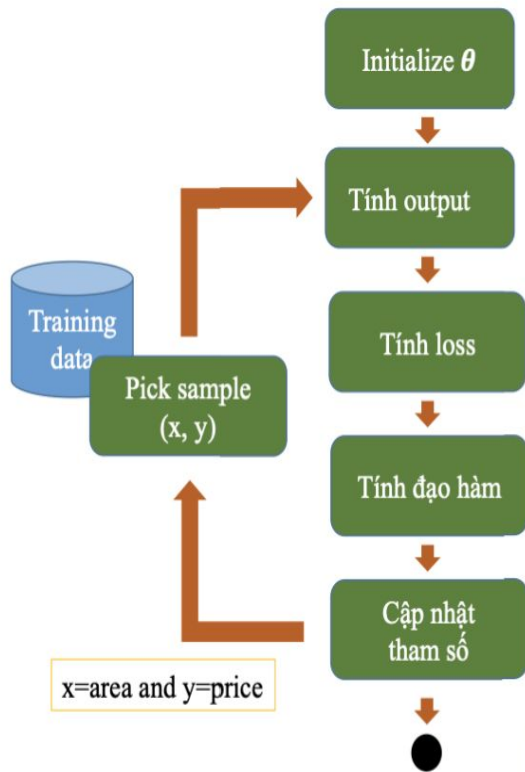 Initialize θ
Tính output
Training
data
Pick sample
(x, y)
Tính loss
Tính đạo hàm
Cập nhật
tham số
x=area and y=price